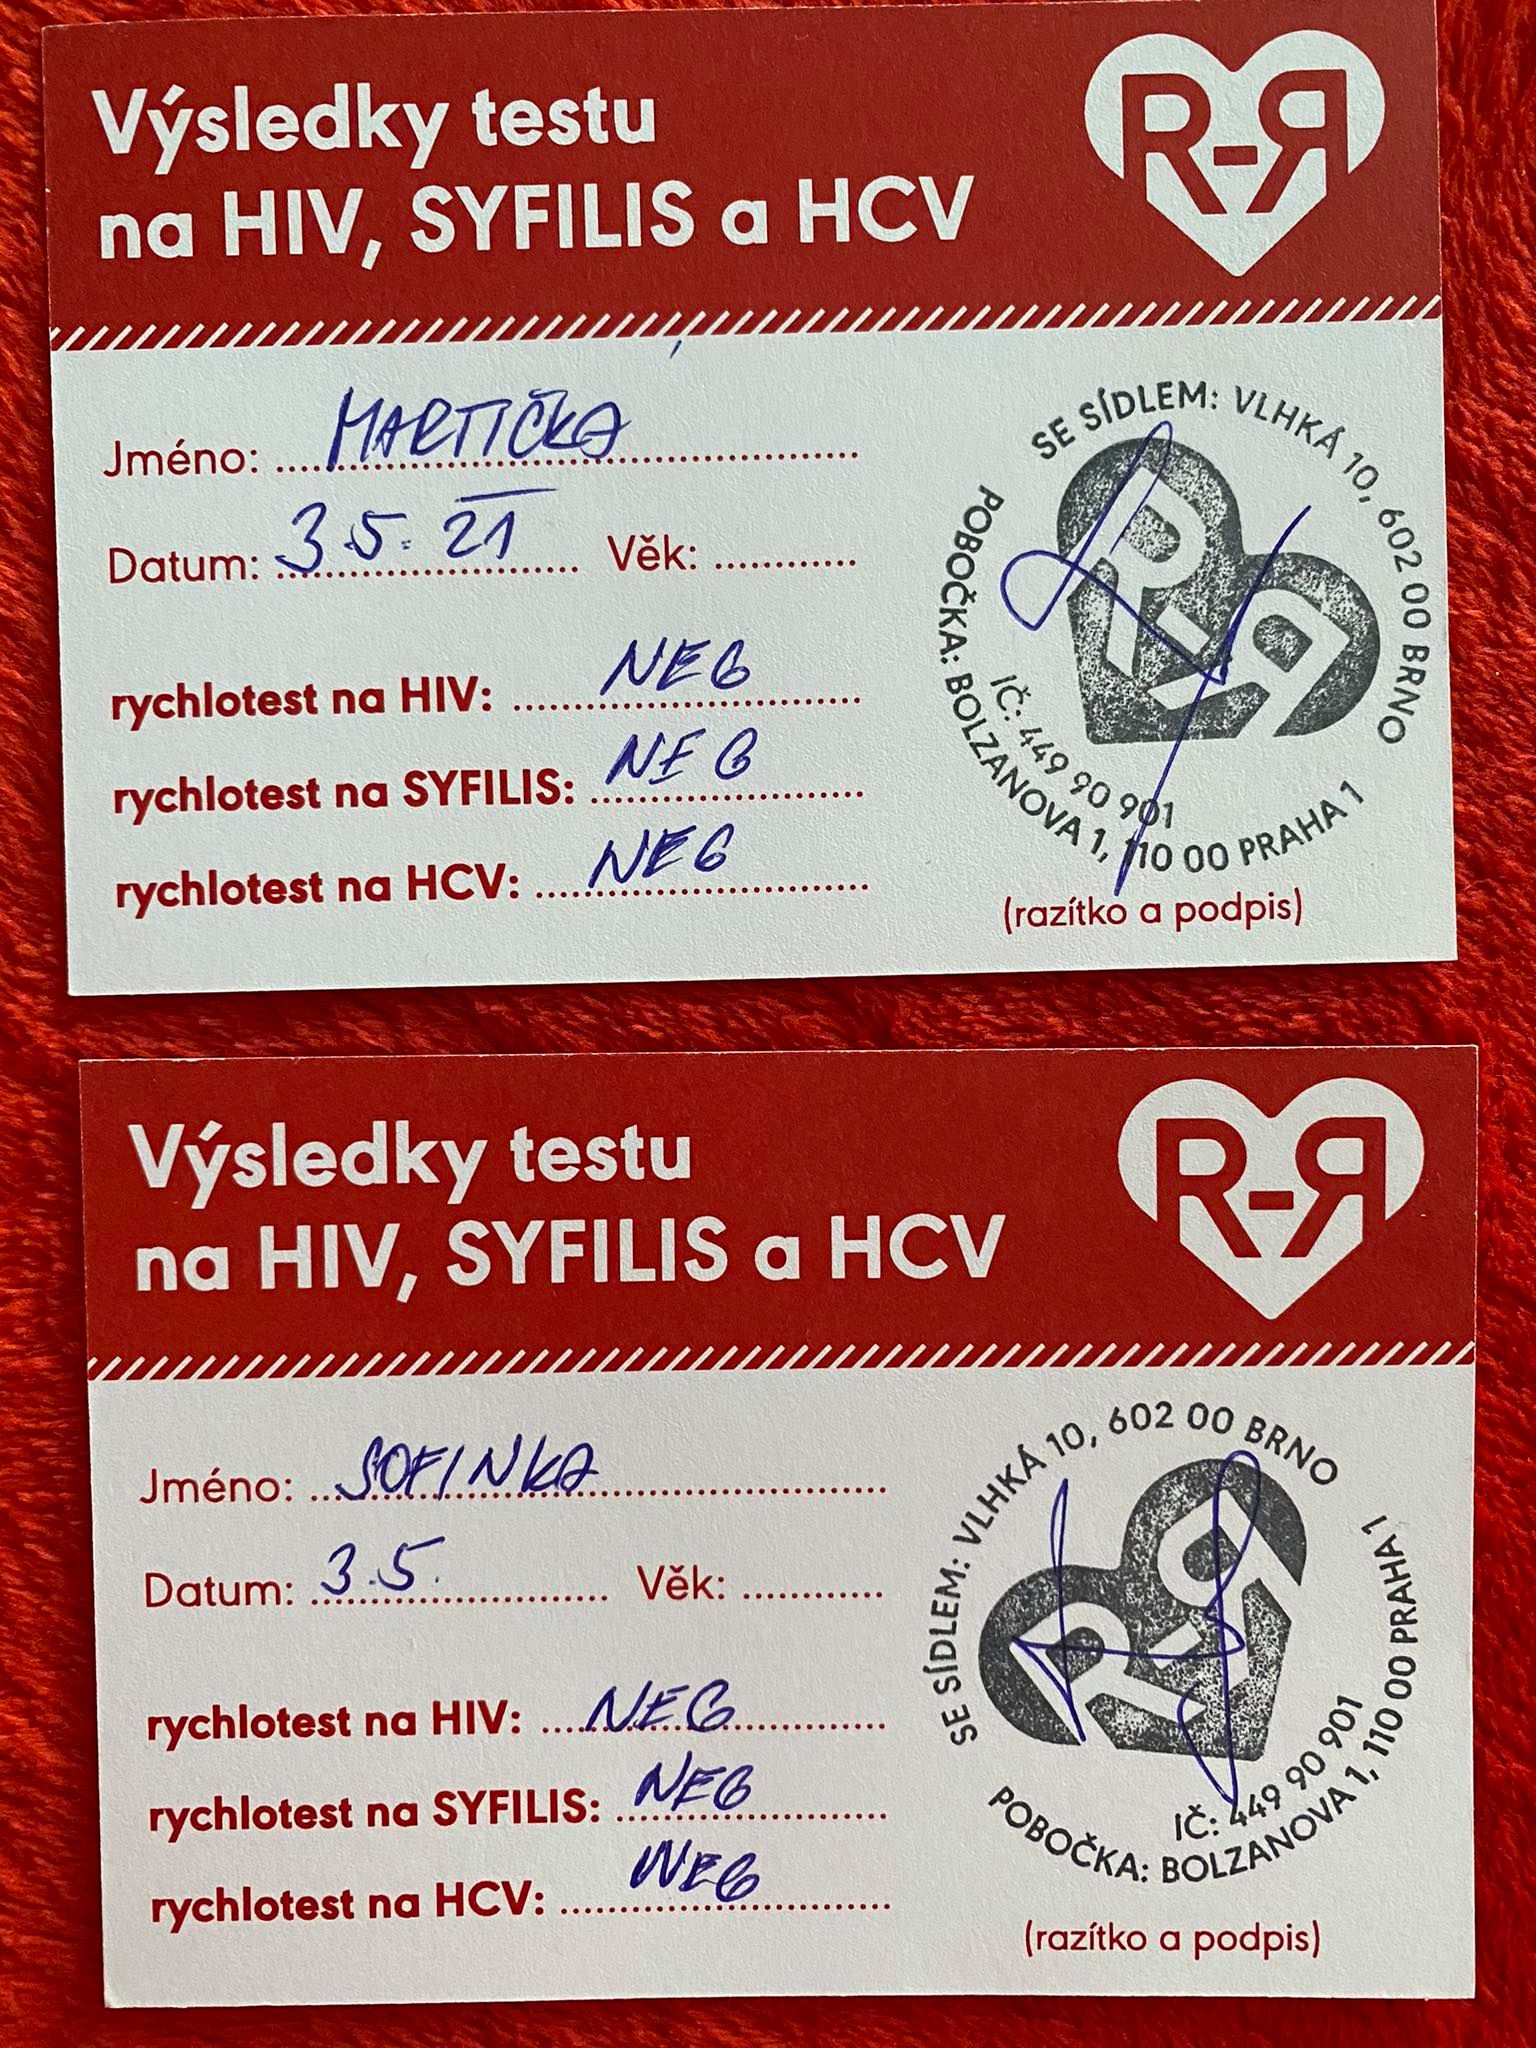 Výsledky testu
na HIV, SYFILIS a HCV
R-R
Jméno: MARTIČKA
Datum: 3.5.21 Věk:
rychlotest na HIV: NEG
rychlotest na SYFILIS: NEG
rychlotest na HCV: NEG
SE SÍDLEM: VLHKÁ 10, 602 00 BRNO
R-R
IČ: 449 90 901
POBOČKA: BOLZANOVA 1, 110 00 PRAHA 1
(razítko a podpis)
Výsledky testu
na HIV, SYFILIS a HCV
R-R
Jméno: SOFINKA
Datum: 3.5. Věk:
rychlotest na HIV: NEG
rychlotest na SYFILIS: NEG
rychlotest na HCV: NEG
SE SÍDLEM: VLHKÁ 10, 602 00 BRNO
R-R
IČ: 449 90 901
POBOČKA: BOLZANOVA 1, 110 00 PRAHA 1
(razítko a podpis)